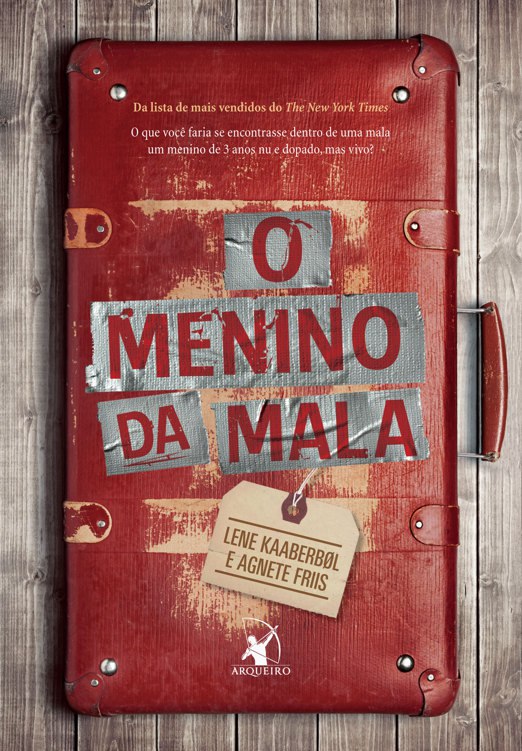 Da lista de mais vendidos do The New York Times
O que você faria se encontrasse dentro de uma mala
um menino de 3 anos nu e dopado, mas vivo?
O
MENINO
DA MALA
LENE KAABERBØL
E AGNETE FRIIS
ARQUEIRO